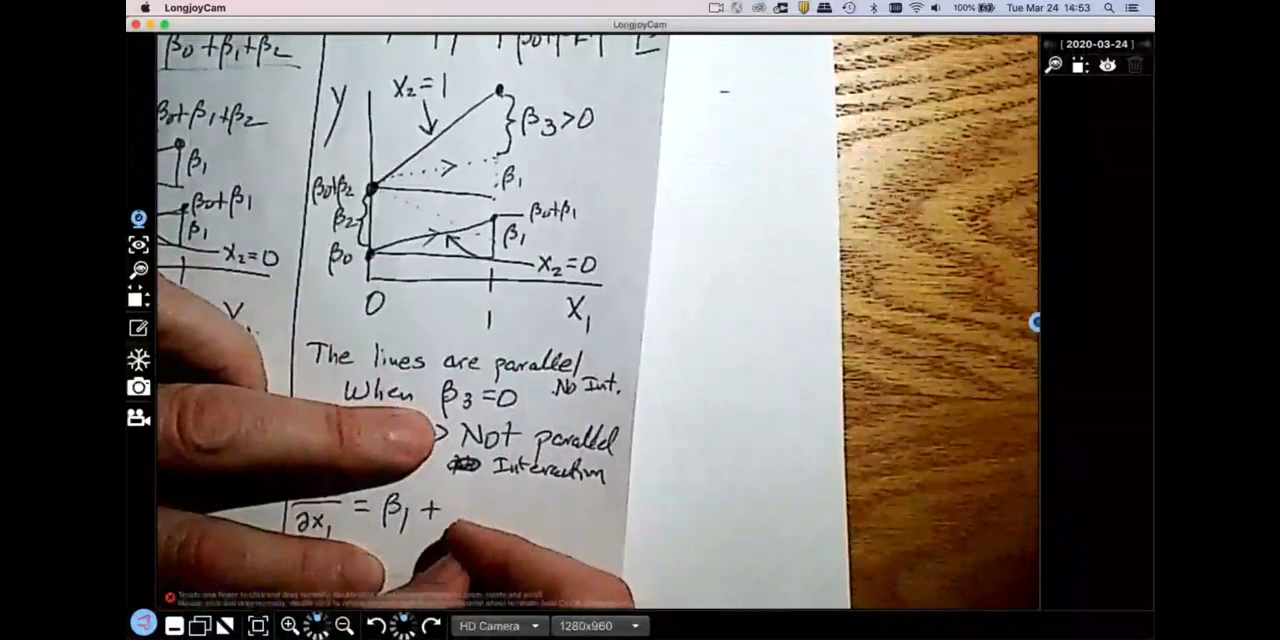 LongjoyCam
100%
Tue Mar 24 14:53
LongjoyCam
[2020-03-24]
β0+β1+β2
β0+β1+β2
β1
β0+β1
β1
X2=0
Y
X2=1
β3>0
β1
β0+β2
β2
β0+β1
β1
β0
X2=0
0
1
X1
The lines are parallel
When β3=0 No Int.
Not parallel
Interaction
∂x1 = β1 +
HD Camera
1280x960